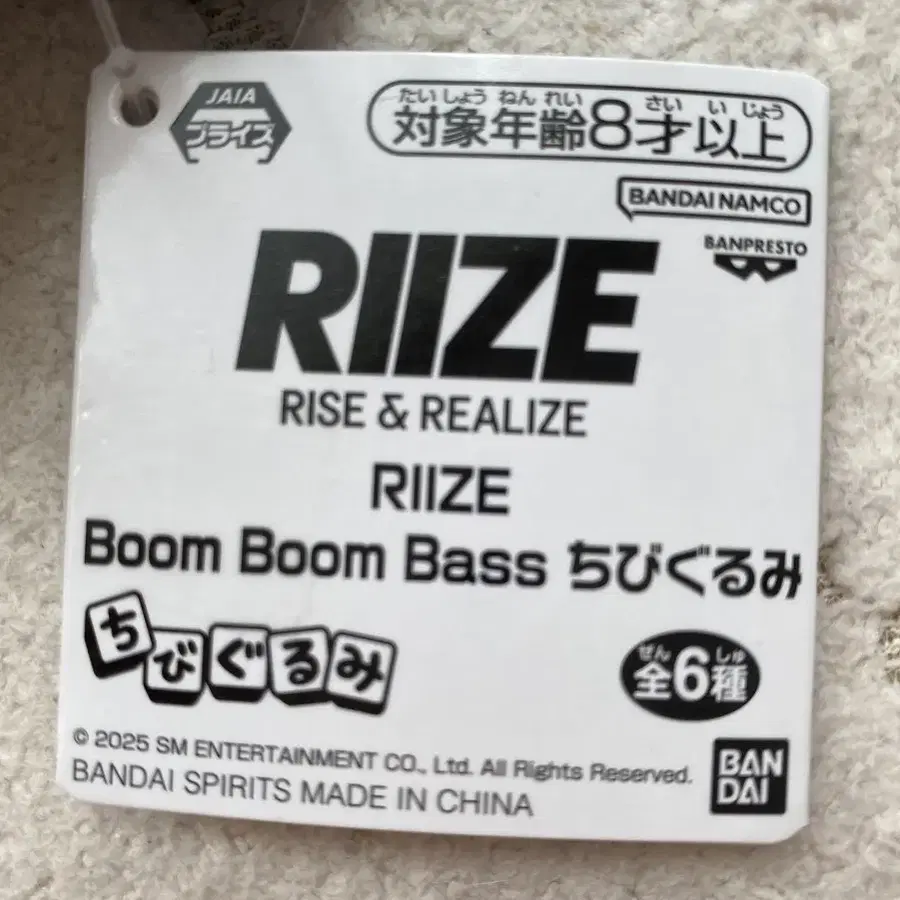 JAIA
プライズ
たいしょう ねん れい さい い じょう
対象年齢8才以上
BANDAI NAMCO
BANPRESTO
RIIZE
RISE & REALIZE
RIIZE
Boom Boom Bass ちびぐるみ
ちびぐるみ
ぜん しゅ
全6種
© 2025 SM ENTERTAINMENT CO., Ltd. All Rights Reserved.
BANDAI SPIRITS MADE IN CHINA
BAN
DAI